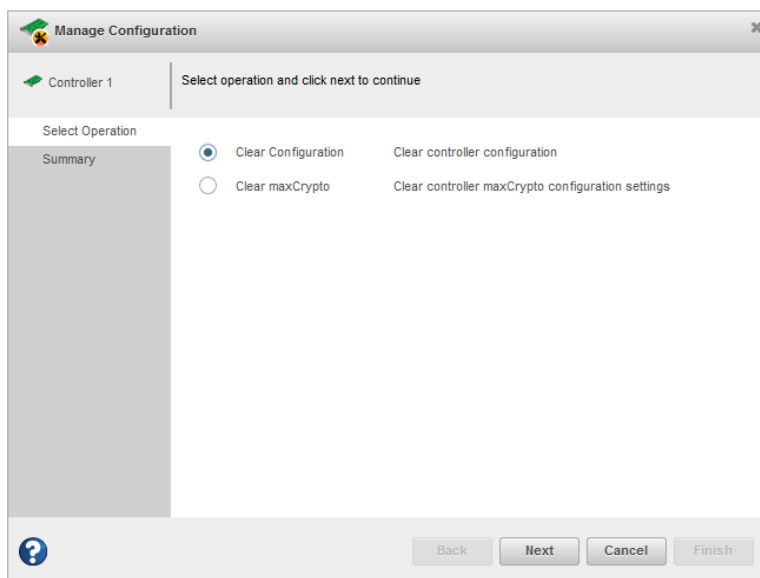 Manage Configuration
Controller 1
Select operation and click next to continue
Select Operation
Summary
Clear Configuration Clear controller configuration
Clear maxCrypto Clear controller maxCrypto configuration settings
? Back Next Cancel Finish